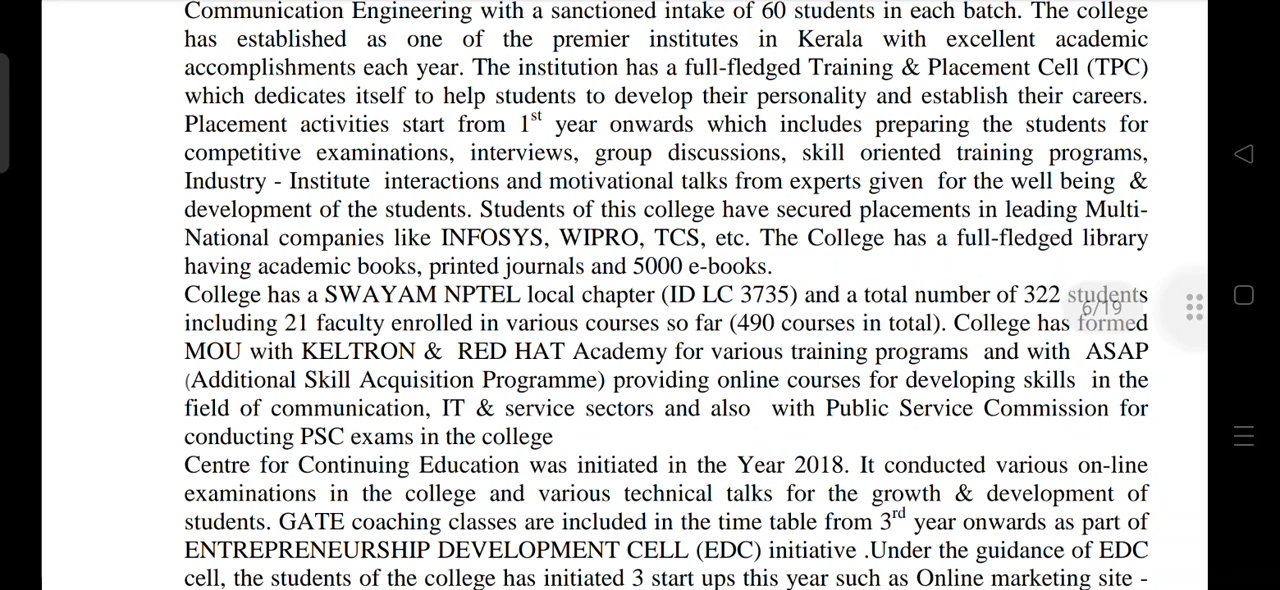 Communication Engineering with a sanctioned intake of 60 students in each batch. The college
has established as one of the premier institutes in Kerala with excellent academic
accomplishments each year. The institution has a full-fledged Training & Placement Cell (TPC)
which dedicates itself to help students to develop their personality and establish their careers.
Placement activities start from 1st year onwards which includes preparing the students for
competitive examinations, interviews, group discussions, skill oriented training programs,
Industry - Institute interactions and motivational talks from experts given for the well being &
development of the students. Students of this college have secured placements in leading Multi-
National companies like INFOSYS, WIPRO, TCS, etc. The College has a full-fledged library
having academic books, printed journals and 5000 e-books.
College has a SWAYAM NPTEL local chapter (ID LC 3735) and a total number of 322 students
6/19
including 21 faculty enrolled in various courses so far (490 courses in total). College has formed
MOU with KELTRON & RED HAT Academy for various training programs and with ASAP
(Additional Skill Acquisition Programme) providing online courses for developing skills in the
field of communication, IT & service sectors and also with Public Service Commission for
conducting PSC exams in the college
Centre for Continuing Education was initiated in the Year 2018. It conducted various on-line
examinations in the college and various technical talks for the growth & development of
students. GATE coaching classes are included in the time table from 3rd year onwards as part of
ENTREPRENEURSHIP DEVELOPMENT CELL (EDC) initiative .Under the guidance of EDC
cell, the students of the college has initiated 3 start ups this year such as Online marketing site -